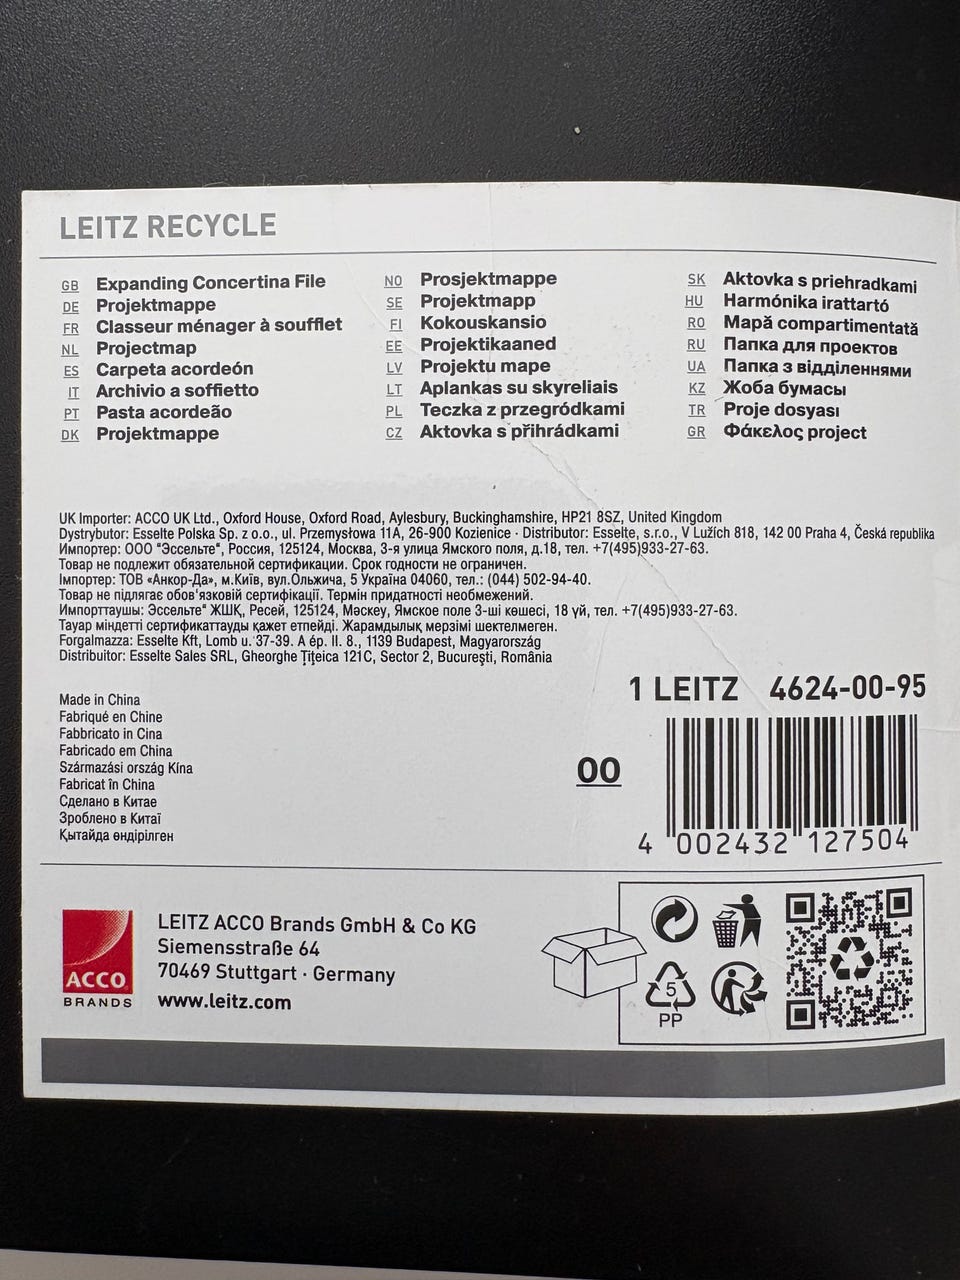 LEITZ RECYCLE
GB Expanding Concertina File
DE Projektmappe
FR Classeur ménager à soufflet
NL Projectmap
ES Carpeta acordeón
IT Archivio a soffietto
PT Pasta acordeão
DK Projektmappe
NO Prosjektmappe
SE Projektmapp
FI Kokouskansio
EE Projektikaaned
LV Projektu mape
LT Aplankas su skyreliais
PL Teczka z przegródkami
CZ Aktovka s přihrádkami
SK Aktovka s priehradkami
HU Harmónika irattartó
RO Mapă compartimentată
RU Папка для проектов
UA Папка з відділеннями
KZ Жоба бумасы
TR Proje dosyası
GR Φάκελος project
UK Importer: ACCO UK Ltd., Oxford House, Oxford Road, Aylesbury, Buckinghamshire, HP21 8SZ, United Kingdom
Dystrybutor: Esselte Polska Sp. z o.o., ul. Przemysłowa 11A, 26-900 Kozienice · Distributor: Esselte, s.r.o., V Lužích 818, 142 00 Praha 4, Česká republika
Импортер: ООО "Эссельте", Россия, 125124, Москва, 3-я улица Ямского поля, д.18, тел. +7(495)933-27-63.
Товар не подлежит обязательной сертификации. Срок годности не ограничен.
Імпортер: ТОВ «Анкор-Да», м.Київ, вул.Ольжича, 5 Україна 04060, тел.: (044) 502-94-40.
Товар не підлягає обов'язковій сертифікації. Термін придатності необмежений.
Импорттаушы: Эссельте" ЖШҚ, Ресей, 125124, Мәскеу, Ямское поле 3-ші көшесі, 18 үй, тел. +7(495)933-27-63.
Тауар міндетті сертификаттауды қажет етпейді. Жарамдылық мерзімі шектелмеген.
Forgalmazza: Esselte Kft, Lomb u. 37-39. A ép. II. 8., 1139 Budapest, Magyarország
Distribuitor: Esselte Sales SRL, Gheorghe Ţiţeica 121C, Sector 2, Bucureşti, România
1 LEITZ 4624-00-95
Made in China
Fabriqué en Chine
Fabbricato in Cina
Fabricado em China
Származási ország Kína
Fabricat în China
Сделано в Китае
Зроблено в Китаї
Қытайда өндірілген
00
4 002432 127504
ACCO
BRANDS
LEITZ ACCO Brands GmbH & Co KG
Siemensstraße 64
70469 Stuttgart · Germany
www.leitz.com
5
PP